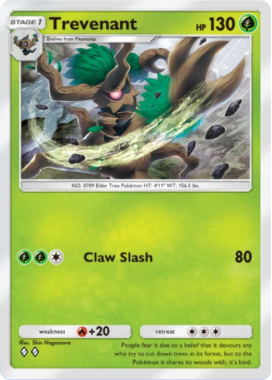 STAGE 1 Trevenant HP 130
Evolves from Phantump
NO. 0709 Elder Tree Pokémon HT: 4'11" WT: 156.5 lbs.
Claw Slash 80
weakness +20 retreat
Illus. Shin Nagasawa
People fear it due to a belief that it devours any
who try to cut down trees in its forest, but to the
Pokémon it shares its woods with, it's kind.